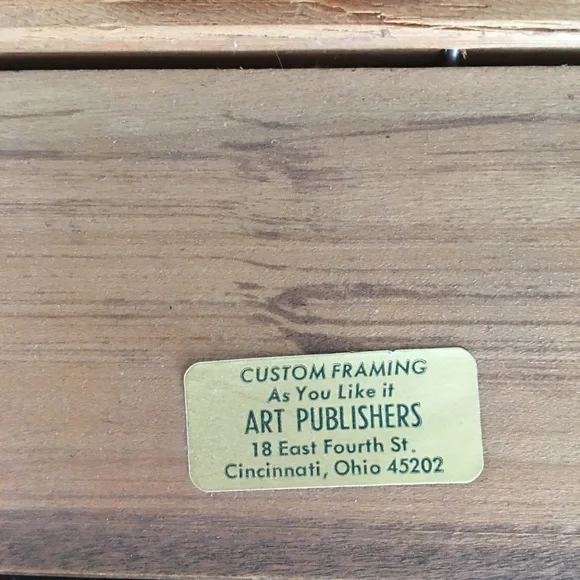 CUSTOM FRAMING
As You Like it
ART PUBLISHERS
18 East Fourth St.
Cincinnati, Ohio 45202